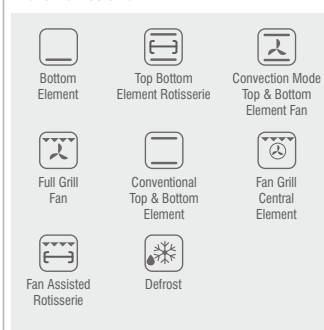 Bottom
Element
Top Bottom
Element Rotisserie
Convection Mode
Top & Bottom
Element Fan
Full Grill
Fan
Conventional
Top & Bottom
Element
Fan Grill
Central
Element
Fan Assisted
Rotisserie
Defrost